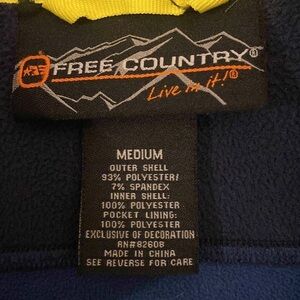 FREE COUNTRY®
Live in it!®
MEDIUM
OUTER SHELL
93% POLYESTER/
7% SPANDEX
INNER SHELL:
100% POLYESTER
POCKET LINING:
100% POLYESTER
EXCLUSIVE OF DECORATION
RN#82608
MADE IN CHINA
SEE REVERSE FOR CARE